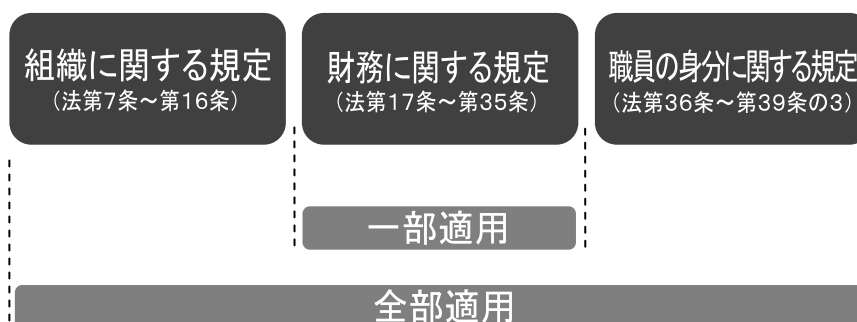 組織に関する規定
（法第7条～第16条）
財務に関する規定
（法第17条～第35条）
職員の身分に関する規定
（法第36条～第39条の3）
一部適用
全部適用